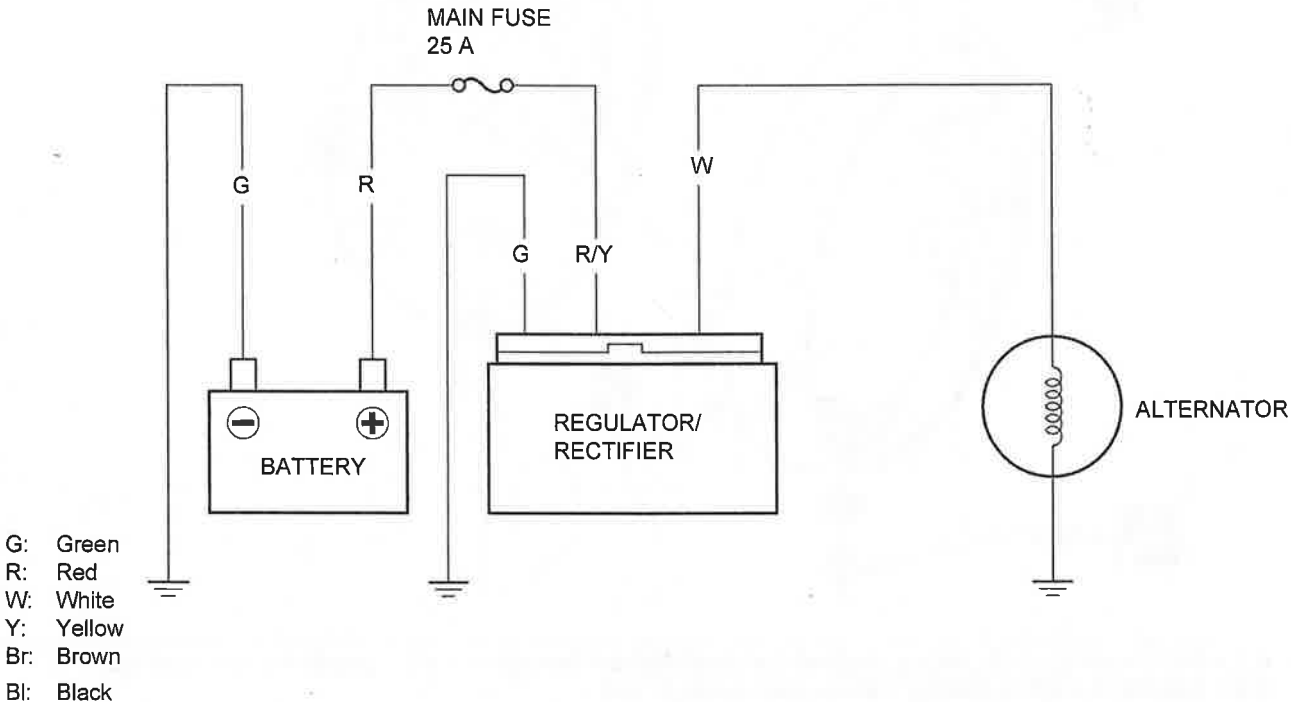 MAIN FUSE
25 A
G
R
G
R/Y
W
BATTERY
REGULATOR/
RECTIFIER
ALTERNATOR
G: Green
R: Red
W: White
Y: Yellow
Br: Brown
Bl: Black